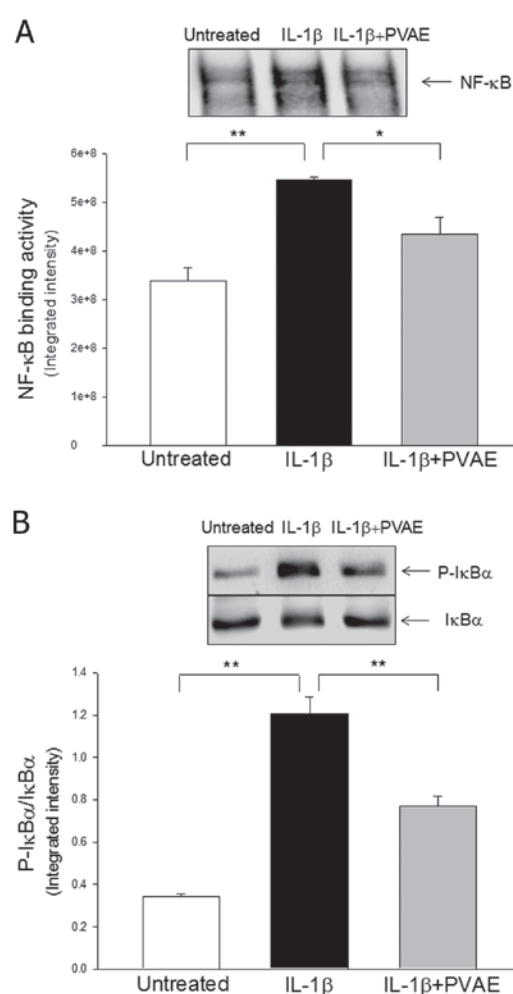 A
Untreated IL-1β IL-1β+PVAE
NF-κB
** *
6e+8
5e+8
4e+8
3e+8
2e+8
1e+8
0
NF-κB binding activity
(Integrated intensity)
Untreated IL-1β IL-1β+PVAE
B
Untreated IL-1β IL-1β+PVAE
P-IκBα
IκBα
** **
1.4
1.2
1.0
0.8
0.6
0.4
0.2
0.0
P-IκBα/IκBα
(Integrated intensity)
Untreated IL-1β IL-1β+PVAE